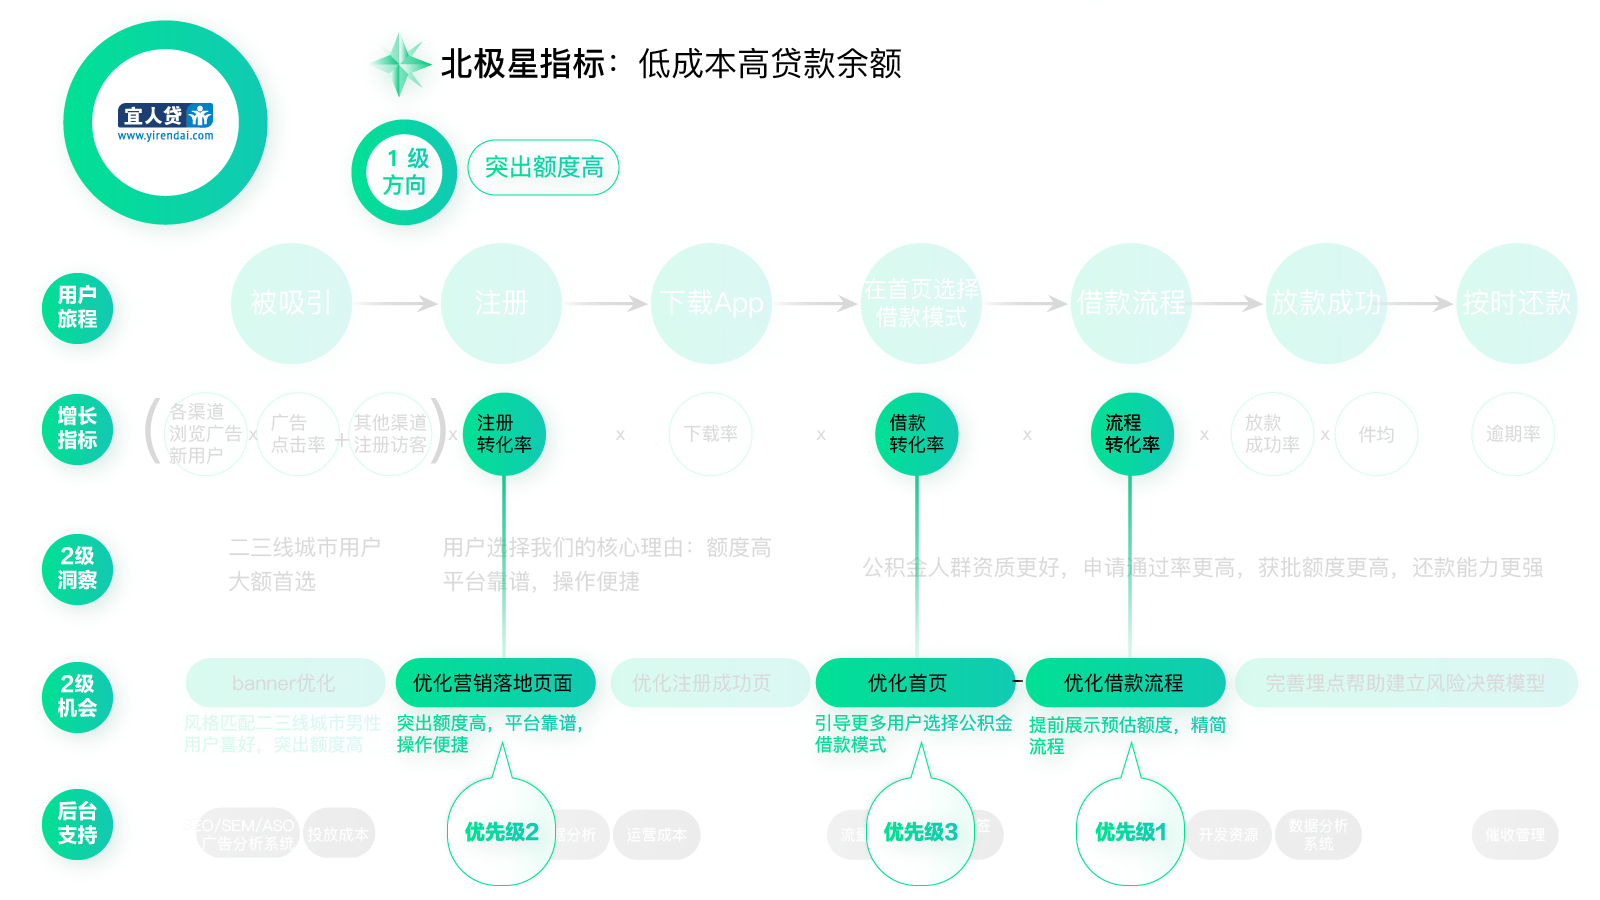 宜人贷
www.yirendai.com
北极星指标：低成本高贷款余额
1 级
方向
突出额度高
用户
旅程
被吸引
注册
下载App
在首页选择
借款模式
借款流程
放款成功
按时还款
增长
指标
(
各渠道
浏览广告
新用户
x
广告
点击率
+
其他渠道
注册访客
)
x
注册
转化率
x
下载率
x
借款
转化率
x
流程
转化率
x
放款
成功率
x
件均
逾期率
2级
洞察
二三线城市用户
大额首选
用户选择我们的核心理由：额度高
平台靠谱，操作便捷
公积金人群资质更好，申请通过率更高，获批额度更高，还款能力更强
2级
机会
banner优化
优化营销落地页面
优化注册成功页
优化首页
优化借款流程
完善埋点帮助建立风险决策模型
风格匹配二三线城市男性
用户喜好，突出额度高
突出额度高，平台靠谱，
操作便捷
引导更多用户选择公积金
借款模式
提前展示预估额度，精简
流程
后台
支持
SEO/SEM/ASO
广告分析系统
投放成本
优先级2
据分析
运营成本
流量
优先级3
签
优先级1
开发资源
数据分析
系统
催收管理